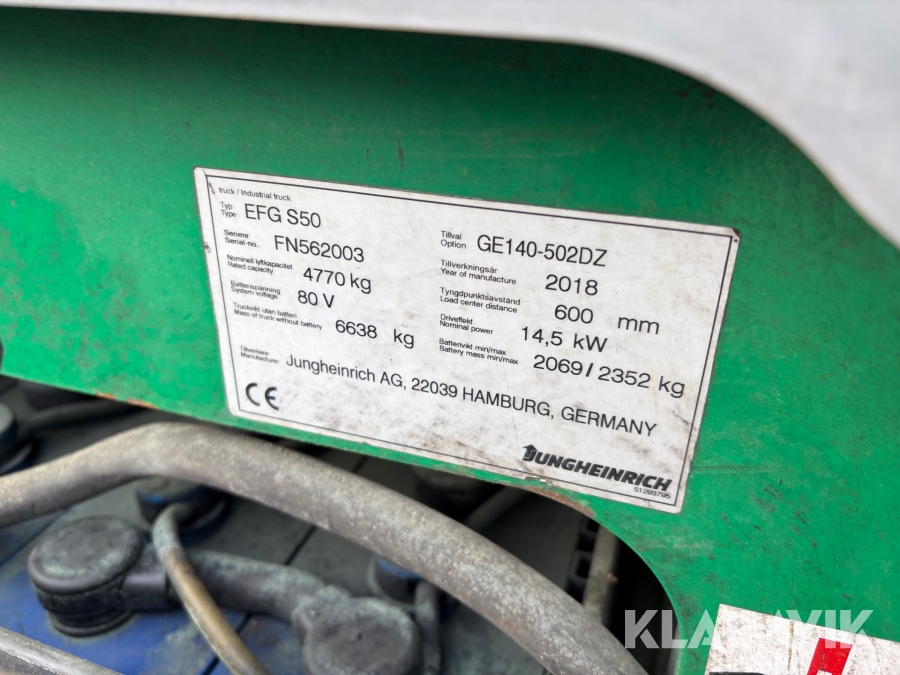 truck / Industrial truck
Typ
Type EFG S50
Tillval
Option GE140-502DZ
Serienr
Serial-no. FN562003
Tillverkningsår
Year of manufacture 2018
Nominell lyftkapacitet
Rated capacity 4770 kg
Tyngdpunktsavstånd
Load center distance 600 mm
Batterispänning
System voltage 80 V
Driveffekt
Nominal power 14,5 kW
Truckvikt utan batteri
Mass of truck without battery 6638 kg
Batterivikt min/max
Battery mass min/max 2069 / 2352 kg
Tillverkare
Manufacturer Jungheinrich AG, 22039 HAMBURG, GERMANY
CE
JUNGHEINRICH
51293795
KLARAVIK